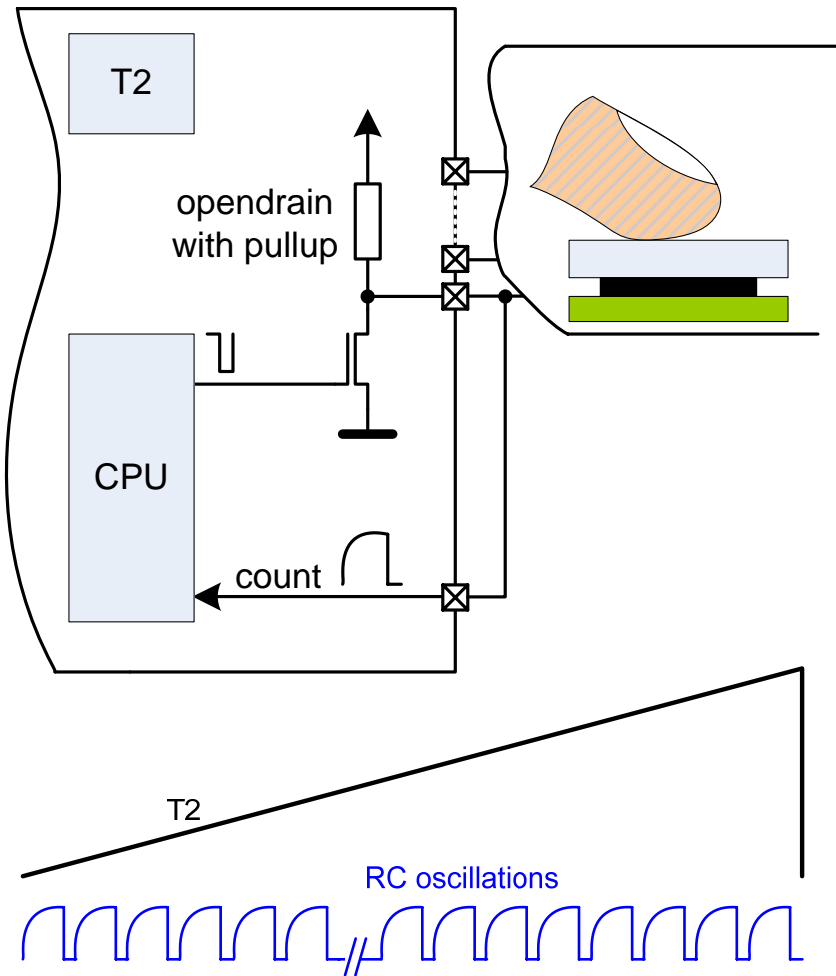 T2
opendrain
with pullup
CPU
count
T2
RC oscillations